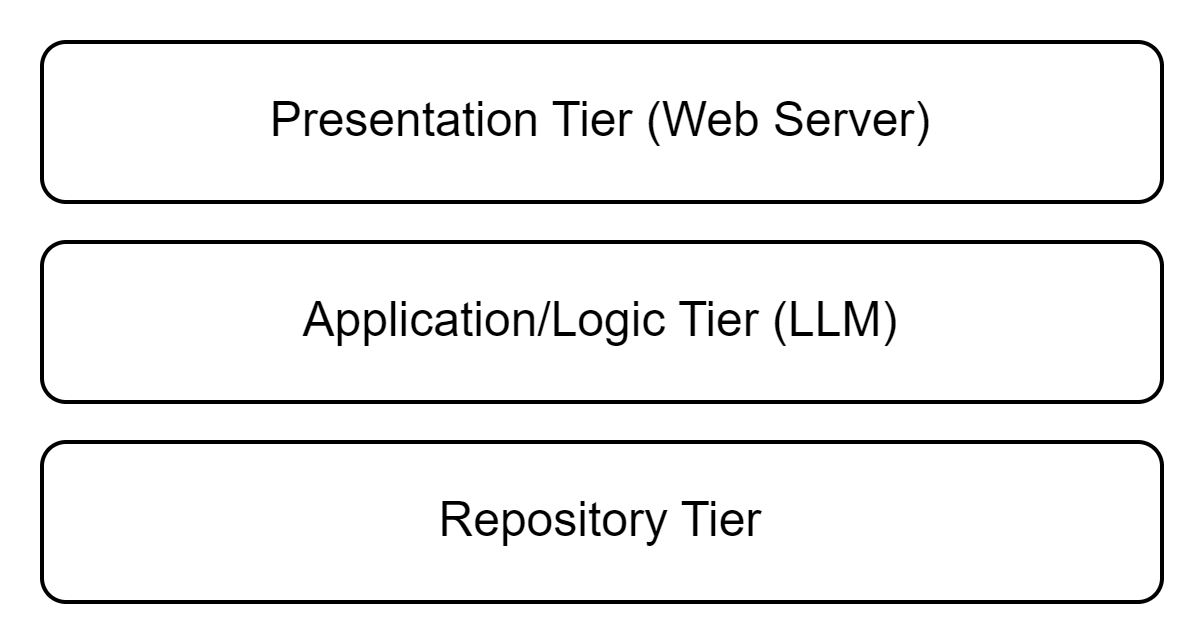 Presentation Tier (Web Server)
Application/Logic Tier (LLM)
Repository Tier